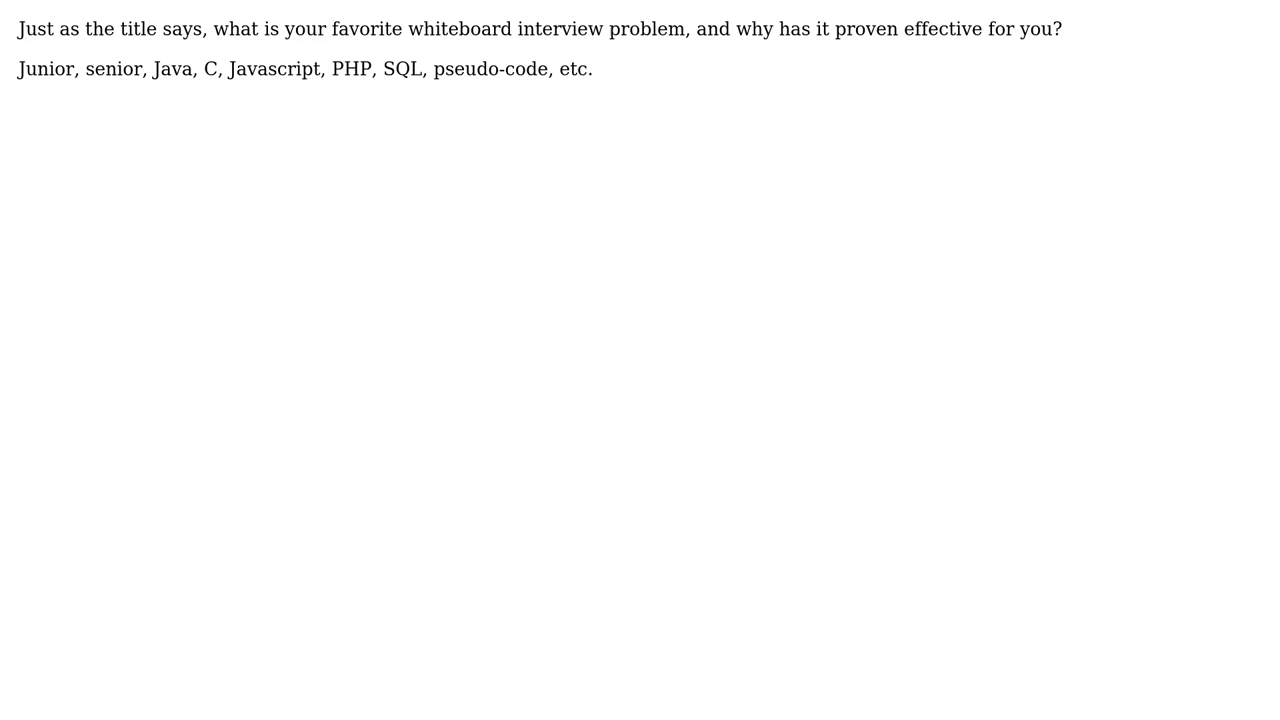 Just as the title says, what is your favorite whiteboard interview problem, and why has it proven effective for you?
Junior, senior, Java, C, Javascript, PHP, SQL, pseudo-code, etc.